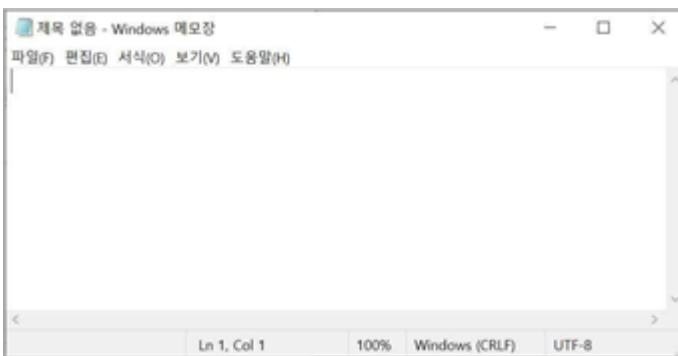 제목 없음 - Windows 메모장
파일(F) 편집(E) 서식(O) 보기(V) 도움말(H)
Ln 1, Col 1 100% Windows (CRLF) UTF-8